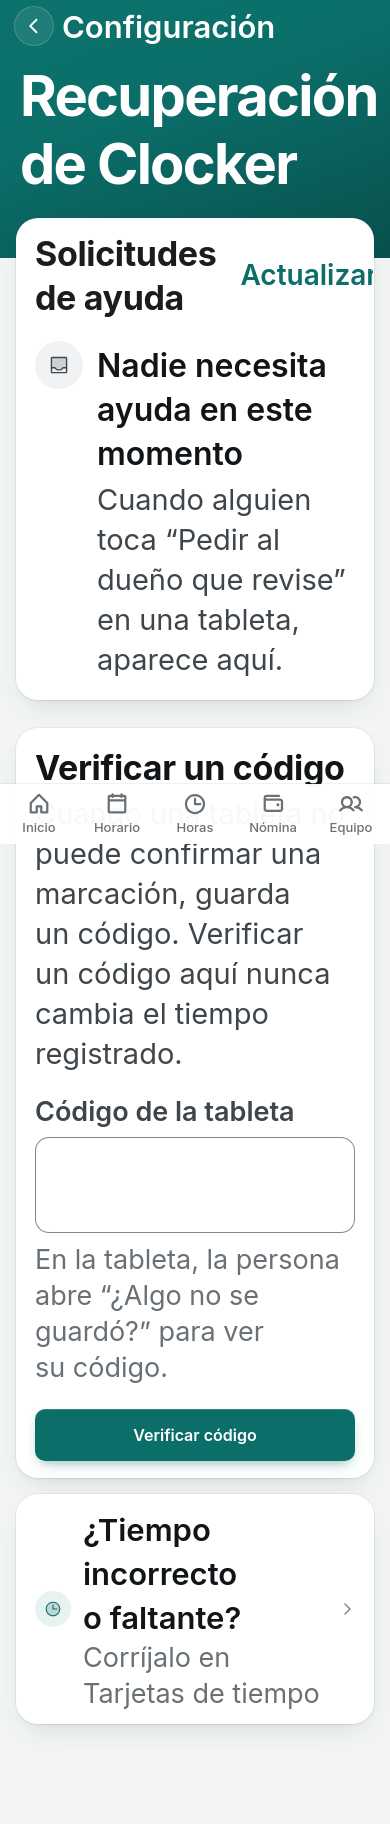 Configuración
Recuperación
de Clocker
Solicitudes
de ayuda
Actualizar
Nadie necesita
ayuda en este
momento
Cuando alguien
toca “Pedir al
dueño que revise”
en una tableta,
aparece aquí.
Verificar un código
Cuando una tableta no
Inicio
Horario
Horas
Nómina
Equipo
puede confirmar una
marcación, guarda
un código. Verificar
un código aquí nunca
cambia el tiempo
registrado.
Código de la tableta
En la tableta, la persona
abre “¿Algo no se
guardó?” para ver
su código.
Verificar código
¿Tiempo
incorrecto
o faltante?
Corríjalo en
Tarjetas de tiempo